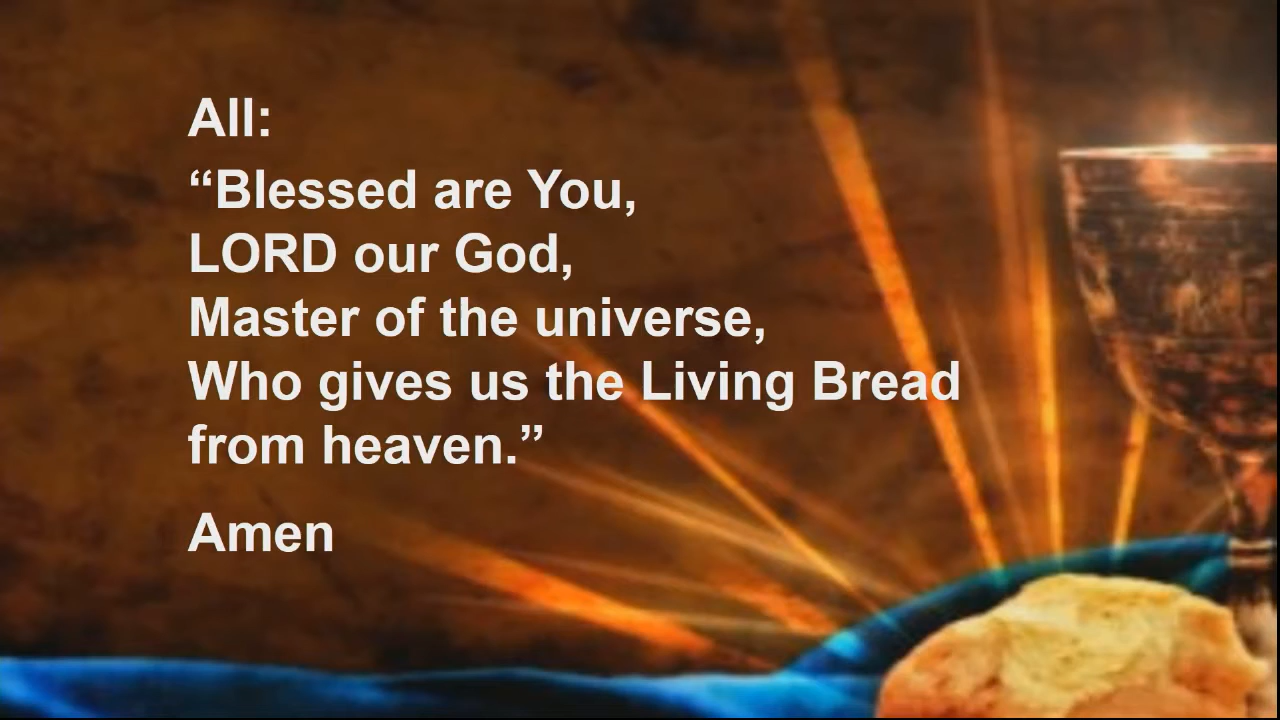 All:
“Blessed are You,
LORD our God,
Master of the universe,
Who gives us the Living Bread
from heaven.”
Amen